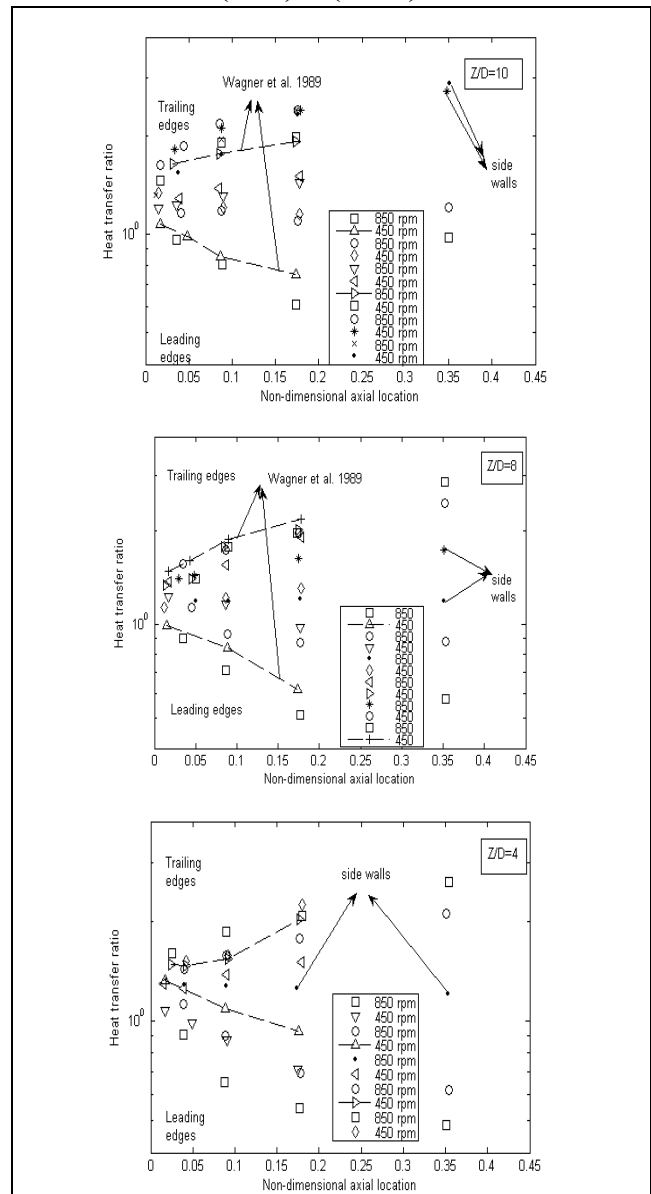 Z/D=10
Wagner et al. 1989
Trailing
edges
side
walls
Heat transfer ratio
10^0
850 rpm
450 rpm
850 rpm
450 rpm
850 rpm
450 rpm
850 rpm
450 rpm
850 rpm
450 rpm
850 rpm
450 rpm
Leading
edges
0 0.05 0.1 0.15 0.2 0.25 0.3 0.35 0.4 0.45
Non-dimensional axial location
Z/D=8
Trailing edges
Wagner et al. 1989
side
walls
Heat transfer ratio
10^0
850
450
850
450
850
450
850
450
850
450
850
450
Leading edges
0 0.05 0.1 0.15 0.2 0.25 0.3 0.35 0.4 0.45
Non-dimensional axial location
Z/D=4
Trailing
edges
side walls
Heat transfer ratio
10^0
850 rpm
450 rpm
850 rpm
450 rpm
850 rpm
450 rpm
850 rpm
450 rpm
850 rpm
450 rpm
Leading
edges
0 0.05 0.1 0.15 0.2 0.25 0.3 0.35 0.4 0.45
Non-dimensional axial location